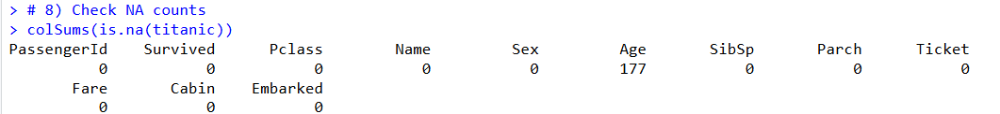 > # 8) Check NA counts
> colSums(is.na(titanic))
PassengerId    Survived      Pclass        Name         Sex         Age       SibSp       Parch      Ticket
          0           0           0           0           0         177           0           0           0
       Fare       Cabin    Embarked
          0           0           0